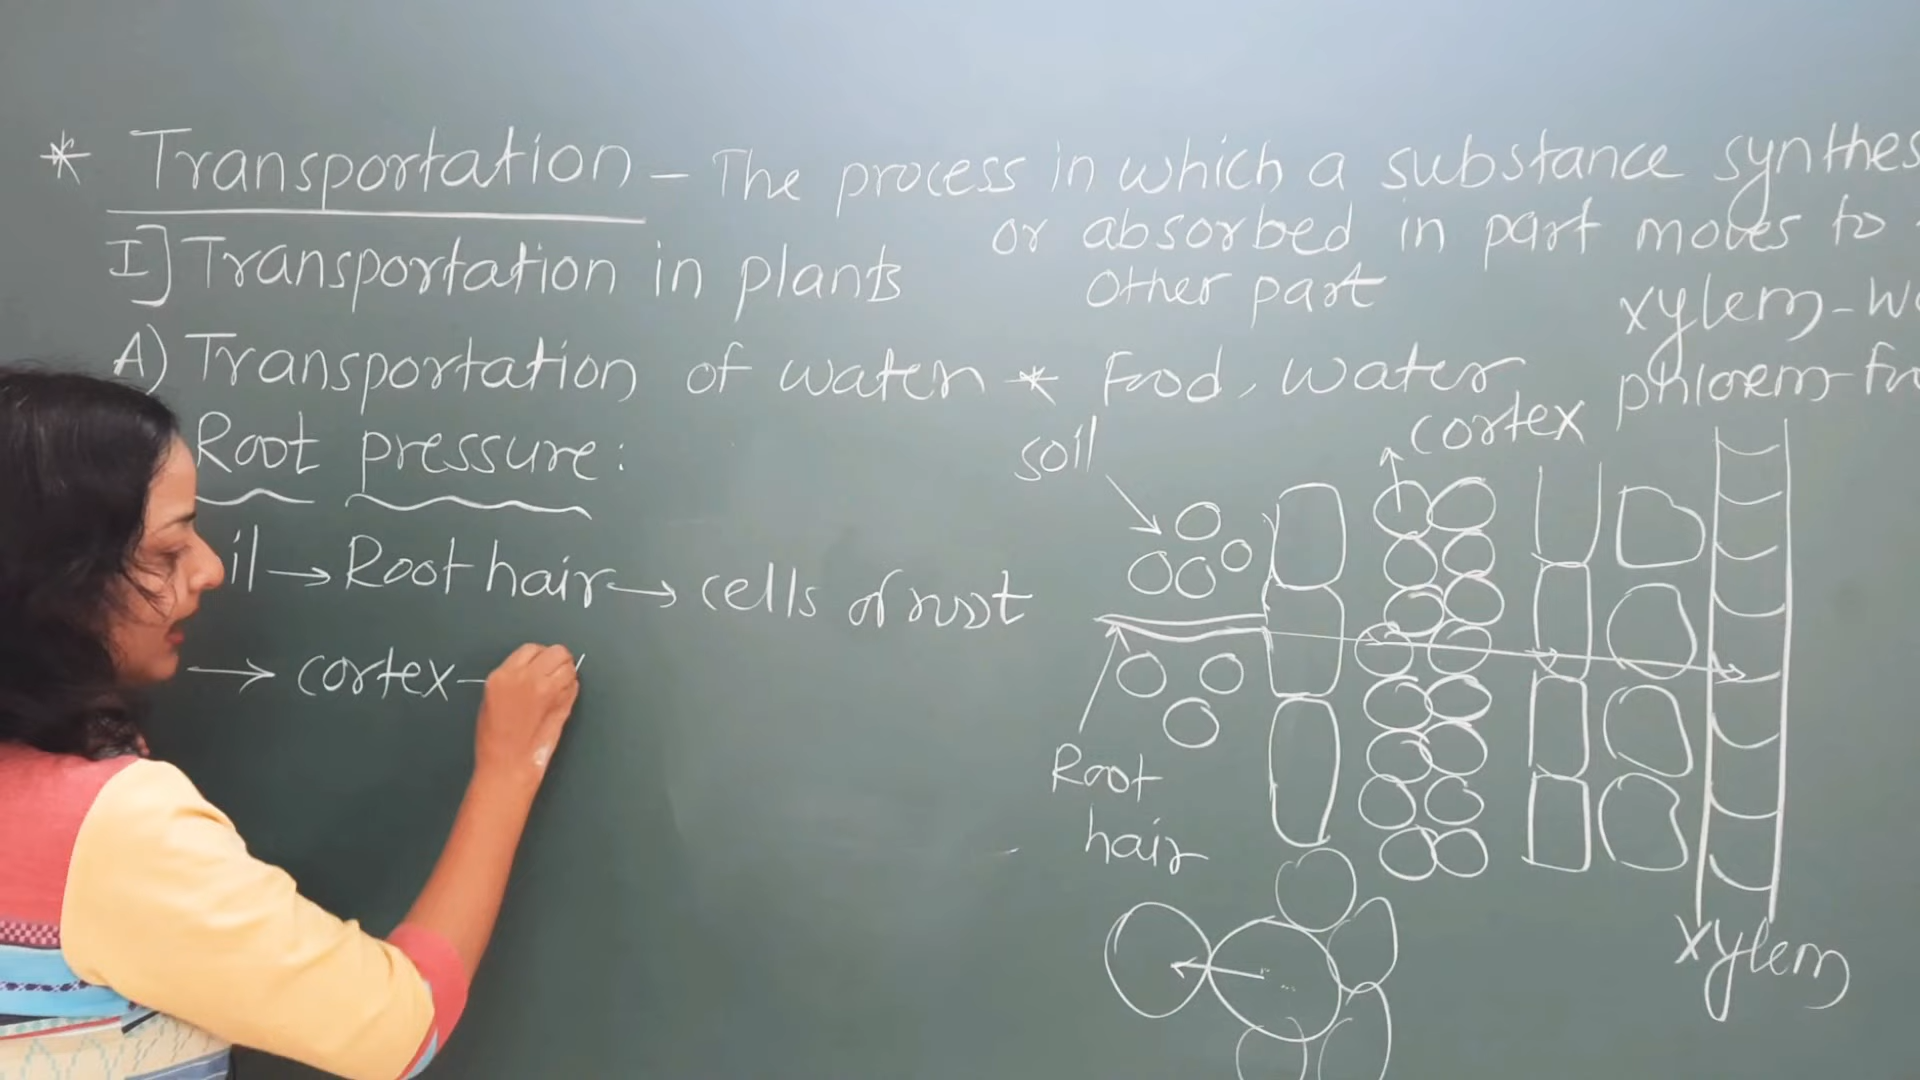 * Transportation - The process in which a substance synthes
or absorbed in part moves to
other part
I] Transportation in plants
xylem - wa
phloem - fo
A) Transportation of water * Food, water
Root pressure:
il → Root hair → cells of root
→ cortex -
soil
cortex
Root
hair
xylem